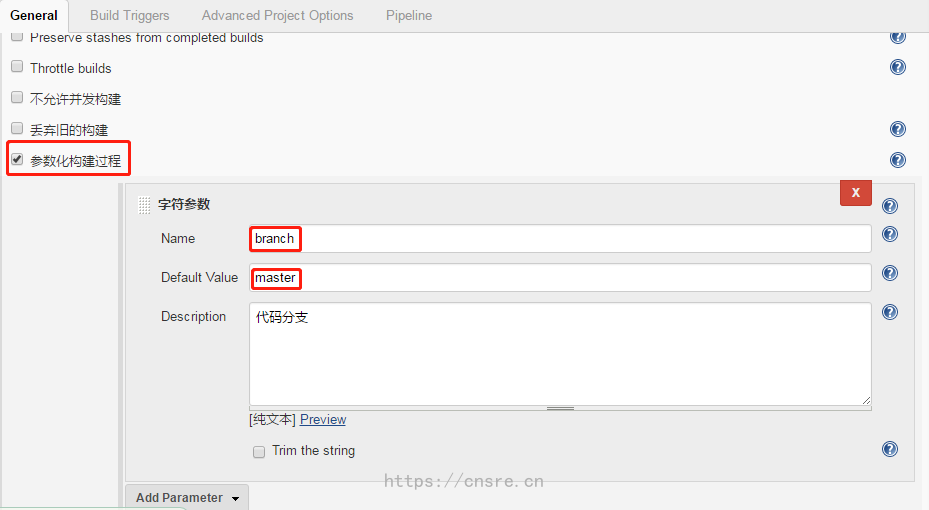 General Build Triggers Advanced Project Options Pipeline
Preserve stashes from completed builds
Throttle builds
不允许并发构建
丢弃旧的构建
参数化构建过程
X
字符参数
Name branch
Default Value master
Description 代码分支
[纯文本] Preview
Trim the string
https://cnsre.cn
Add Parameter